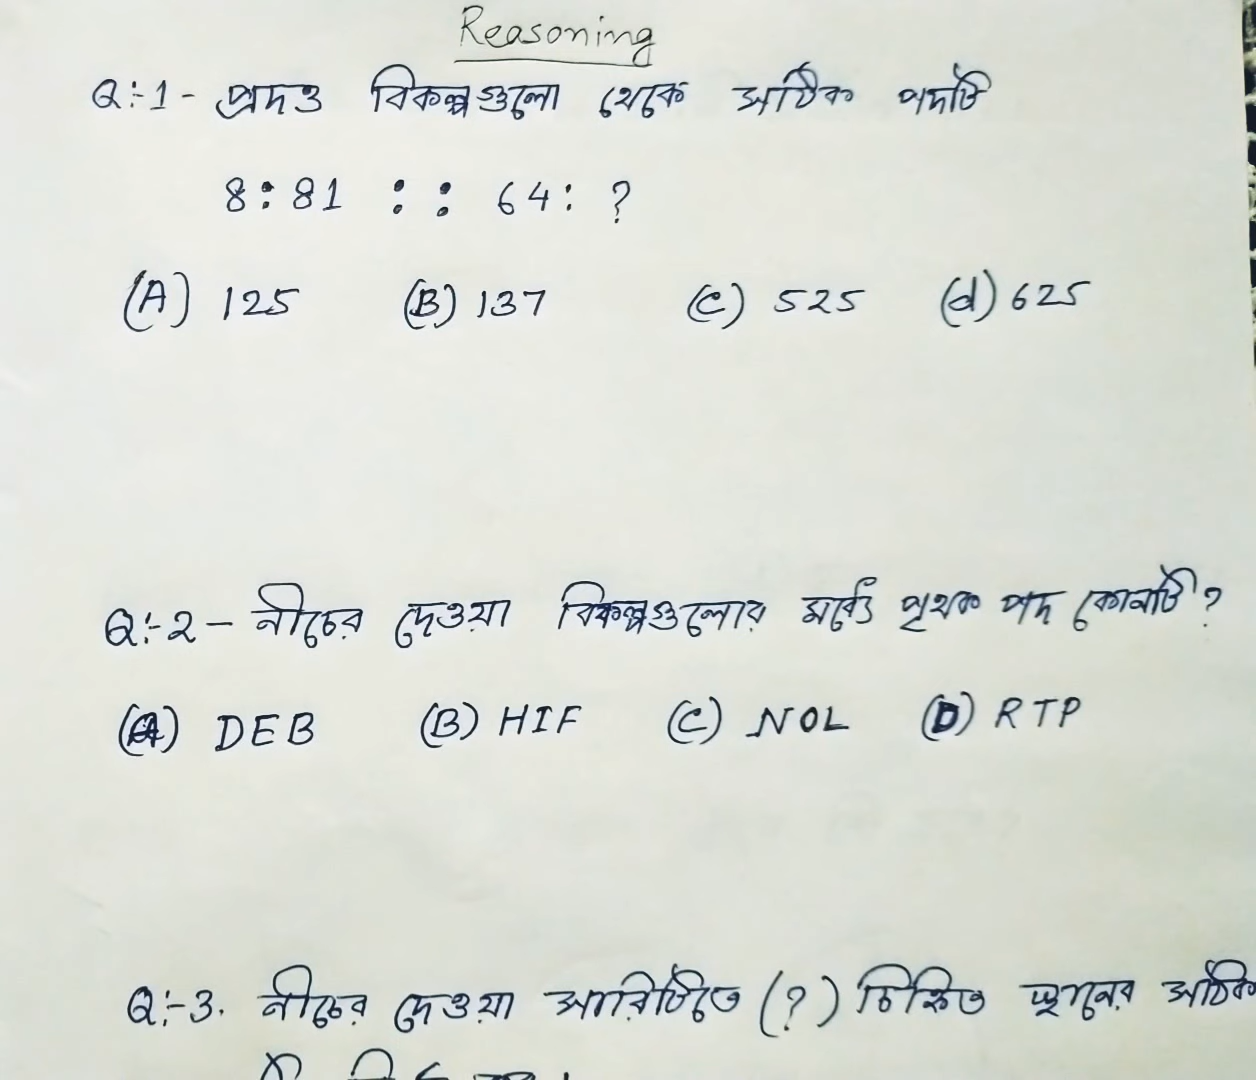 Reasoning
Q:-1- প্রদত্ত বিকল্পগুলো থেকে সঠিক পদটি
8:81 :: 64: ?
(A) 125 (B) 137 (C) 525 (d) 625
Q:-2- নীচের দেওয়া বিকল্পগুলোর মধ্যে পৃথক পদ কোনটি?
(A) DEB (B) HIF (C) NOL (D) RTP
Q:-3. নীচের দেওয়া সারিটিতে (?) চিহ্নিত স্থানের সঠিক